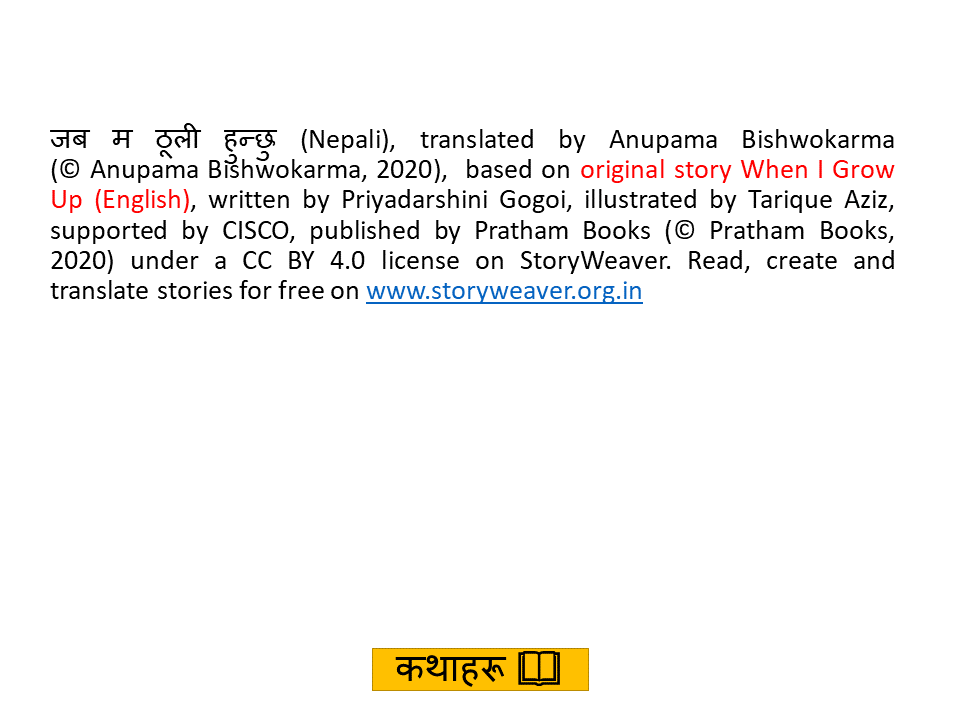 जब म ठूली हुन्छु (Nepali), translated by Anupama Bishwokarma
(© Anupama Bishwokarma, 2020), based on original story When I Grow
Up (English), written by Priyadarshini Gogoi, illustrated by Tarique Aziz,
supported by CISCO, published by Pratham Books (© Pratham Books,
2020) under a CC BY 4.0 license on StoryWeaver. Read, create and
translate stories for free on www.storyweaver.org.in
कथाहरू